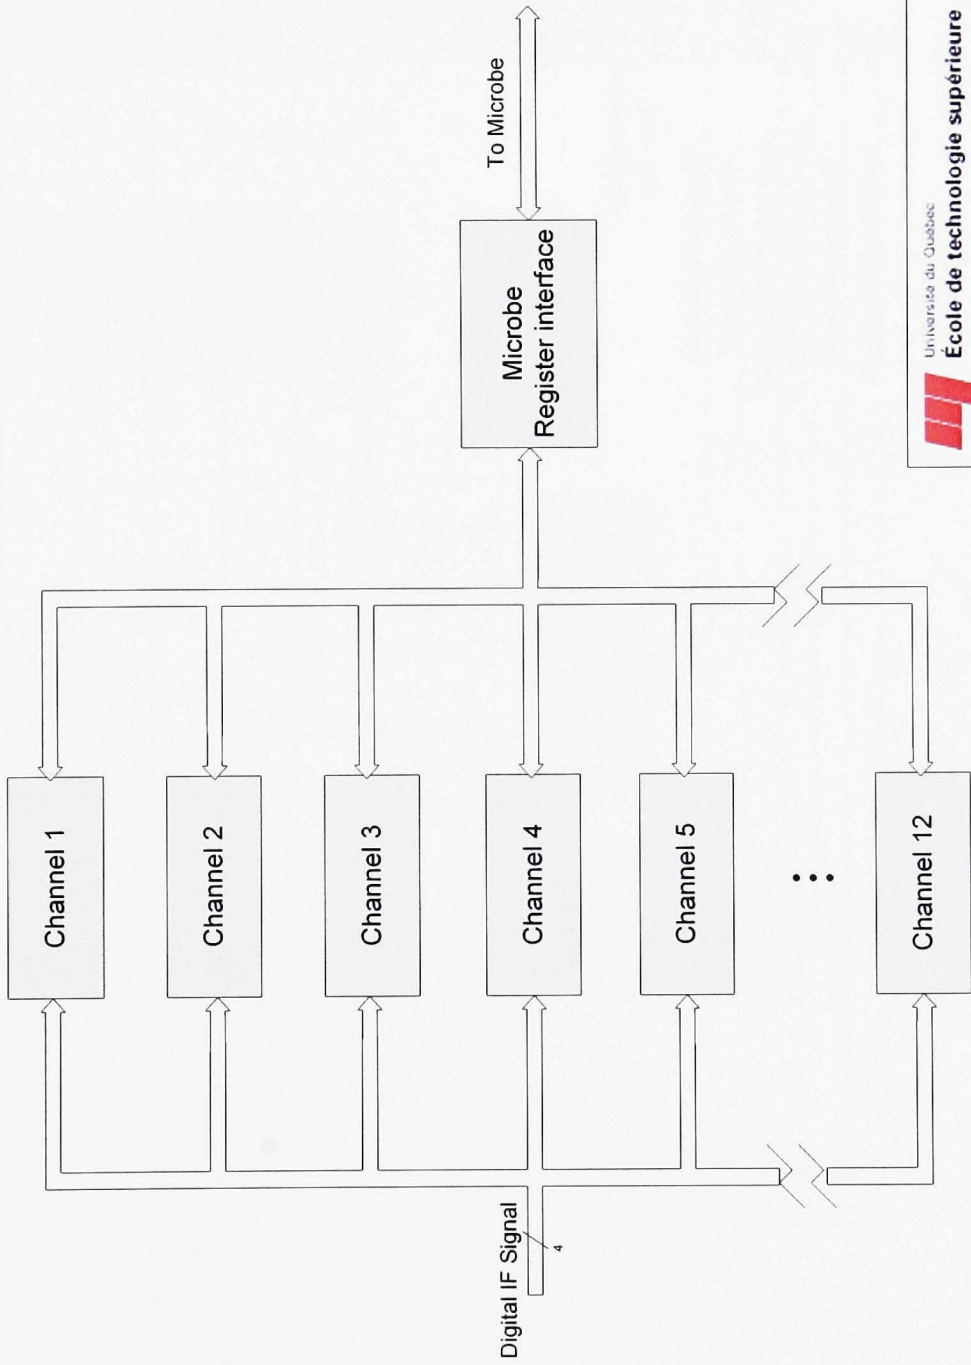 Channel 1
Channel 2
Channel 3
Channel 4
Channel 5
Channel 12
Digital IF Signal
4
Microbe
Register interface
To Microbe
Université du Québec
École de technologie supérieure